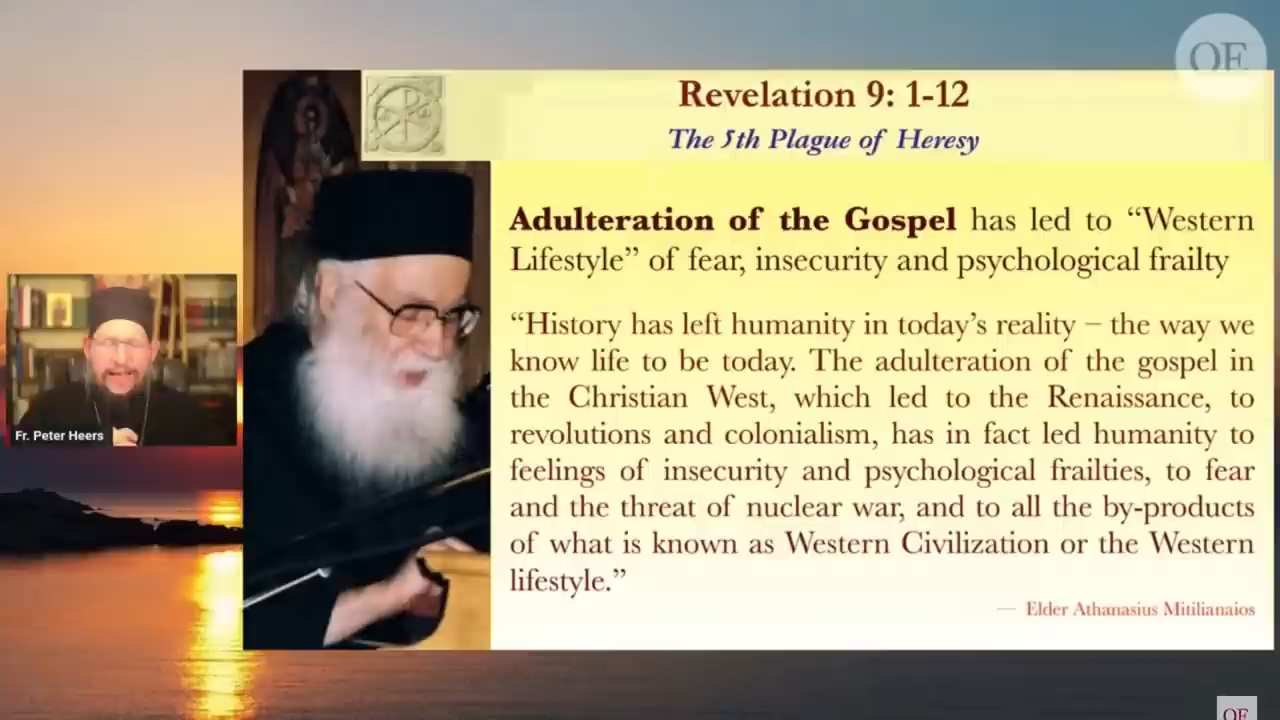 OE
Revelation 9: 1-12
The 5th Plague of Heresy
Adulteration of the Gospel has led to “Western
Lifestyle” of fear, insecurity and psychological frailty
“History has left humanity in today’s reality – the way we
know life to be today. The adulteration of the gospel in
the Christian West, which led to the Renaissance, to
revolutions and colonialism, has in fact led humanity to
feelings of insecurity and psychological frailties, to fear
and the threat of nuclear war, and to all the by-products
of what is known as Western Civilization or the Western
lifestyle.”
— Elder Athanasius Mitilianaios
Fr. Peter Heers
OE